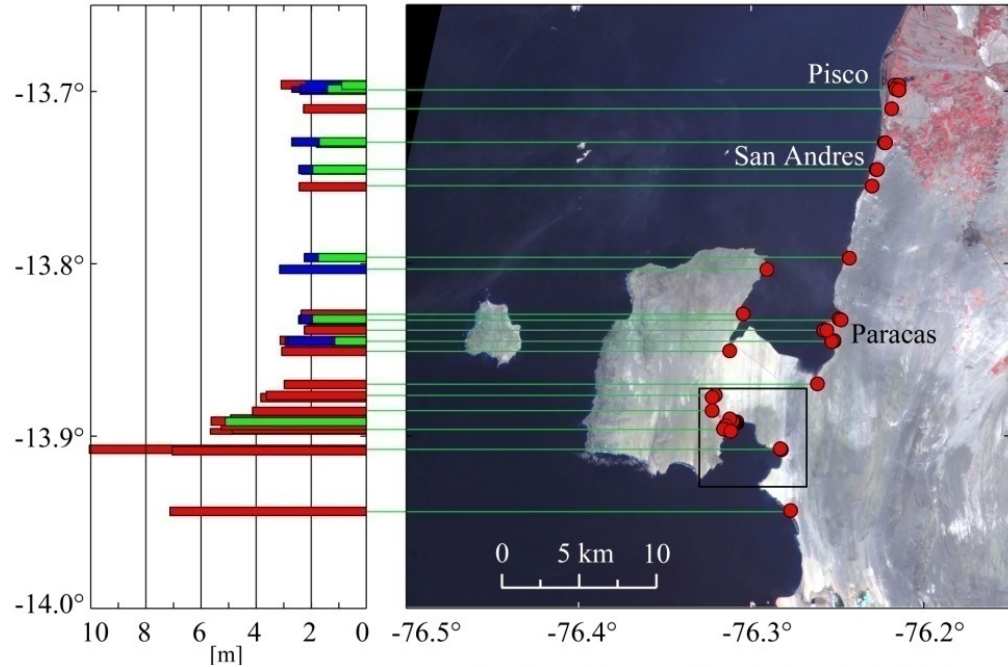 -13.7°
-13.8°
-13.9°
-14.0°
10 8 6 4 2 0
[m]
Pisco
San Andres
Paracas
0 5 km 10
-76.5° -76.4° -76.3° -76.2°